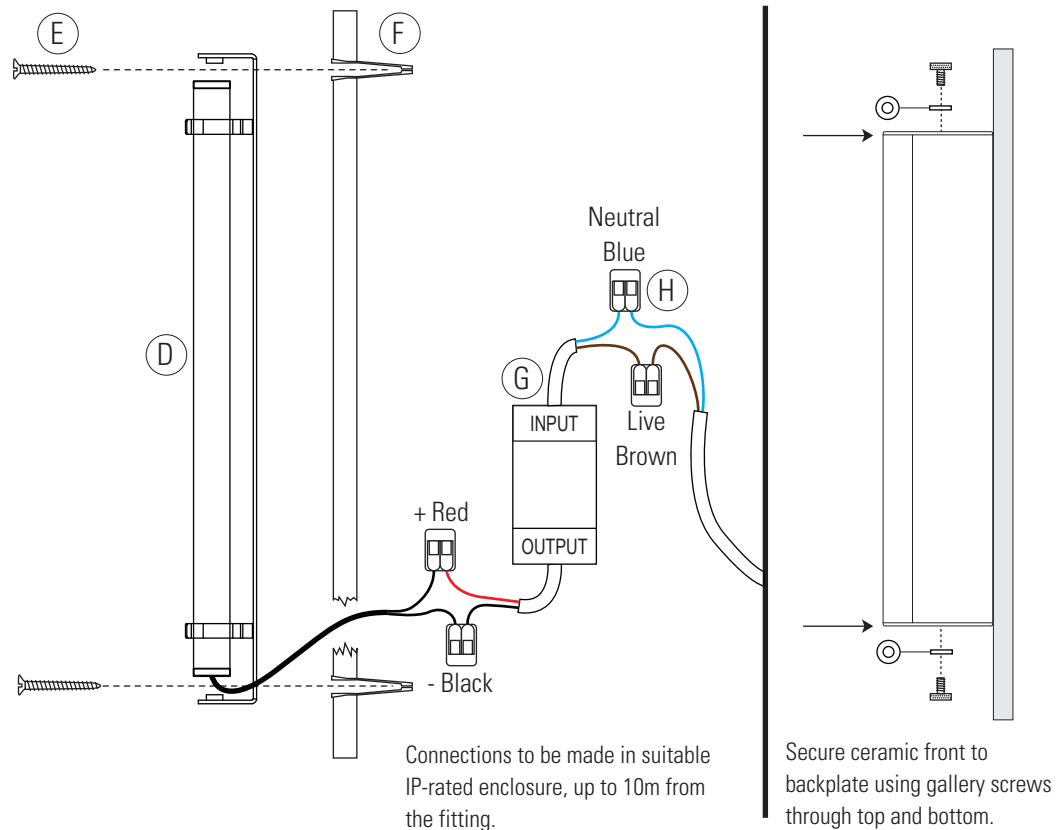 E
F
D
Neutral
Blue
H
G
INPUT
Live
Brown
+ Red
OUTPUT
- Black
Connections to be made in suitable
IP-rated enclosure, up to 10m from
the fitting.
Secure ceramic front to
backplate using gallery screws
through top and bottom.